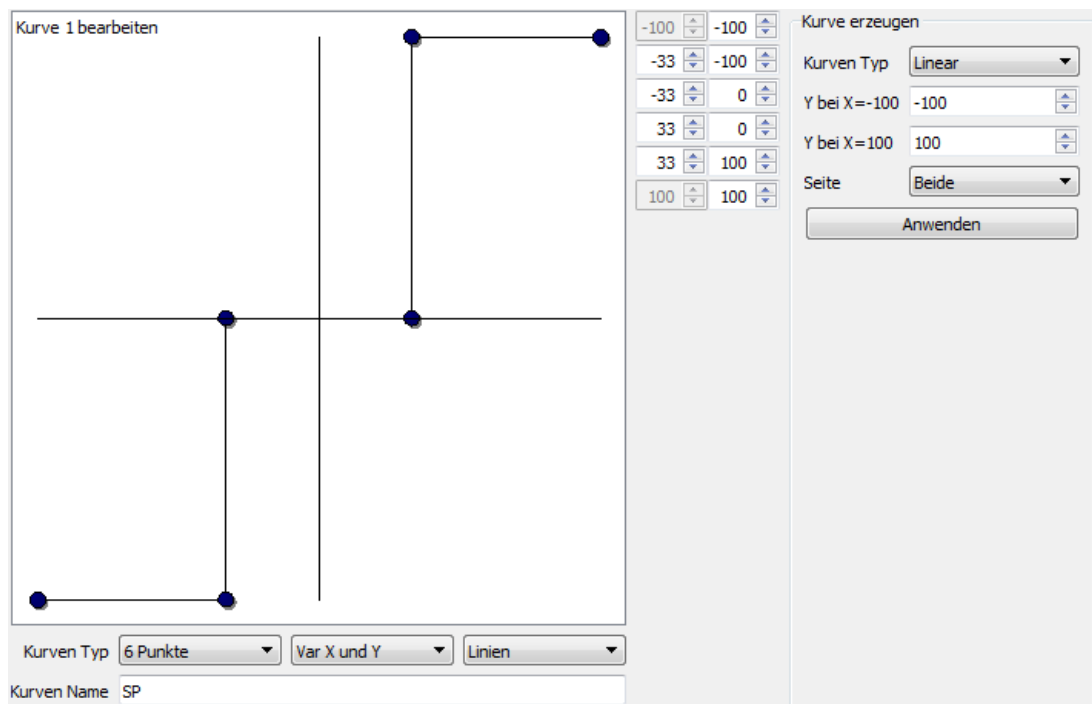 Kurve 1 bearbeiten
-100 -100
-33 -100
-33 0
33 0
33 100
100 100
Kurve erzeugen
Kurven Typ Linear
Y bei X=-100 -100
Y bei X=100 100
Seite Beide
Anwenden
Kurven Typ 6 Punkte Var X und Y Linien
Kurven Name SP